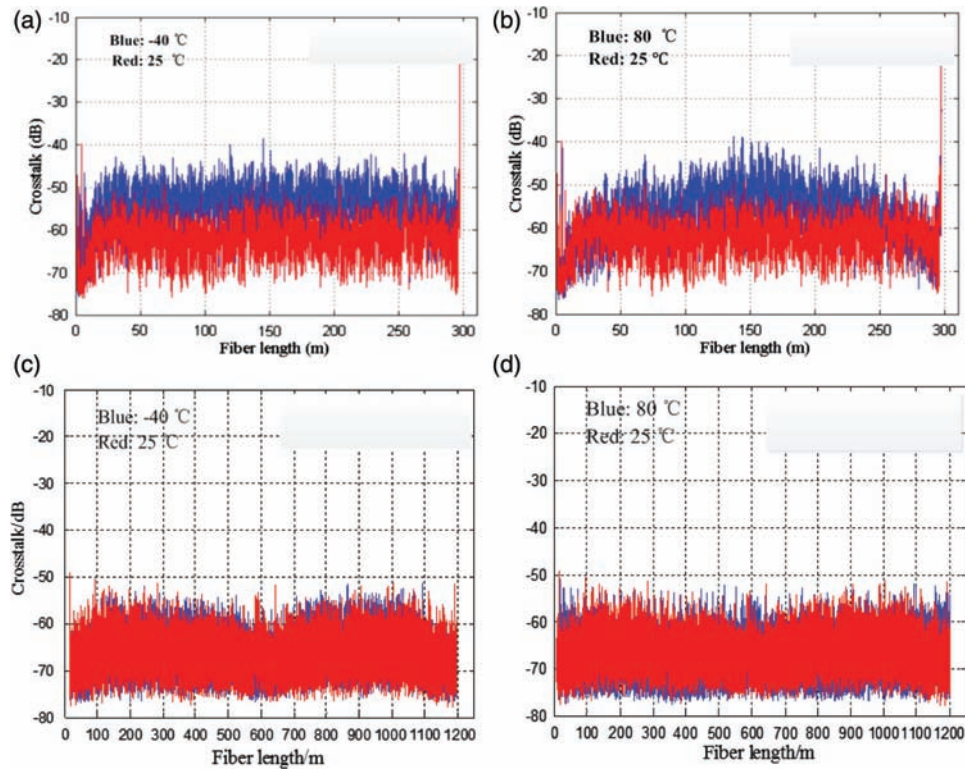 (a)
-10
-20
-30
-40
-50
-60
-70
-80
Crosstalk (dB)
Blue: -40 ℃
Red: 25 ℃
0 50 100 150 200 250 300
Fiber length (m)
(b)
-10
-20
-30
-40
-50
-60
-70
-80
Crosstalk (dB)
Blue: 80 ℃
Red: 25 ℃
0 50 100 150 200 250 300
Fiber length (m)
(c)
-10
-20
-30
-40
-50
-60
-70
-80
Crosstalk/dB
Blue: -40 ℃
Red: 25 ℃
0 100 200 300 400 500 600 700 800 900 1000 1100 1200
Fiber length/m
(d)
-10
-20
-30
-40
-50
-60
-70
-80
Blue: 80 ℃
Red: 25 ℃
0 100 200 300 400 500 600 700 800 900 1000 1100 1200
Fiber length/m